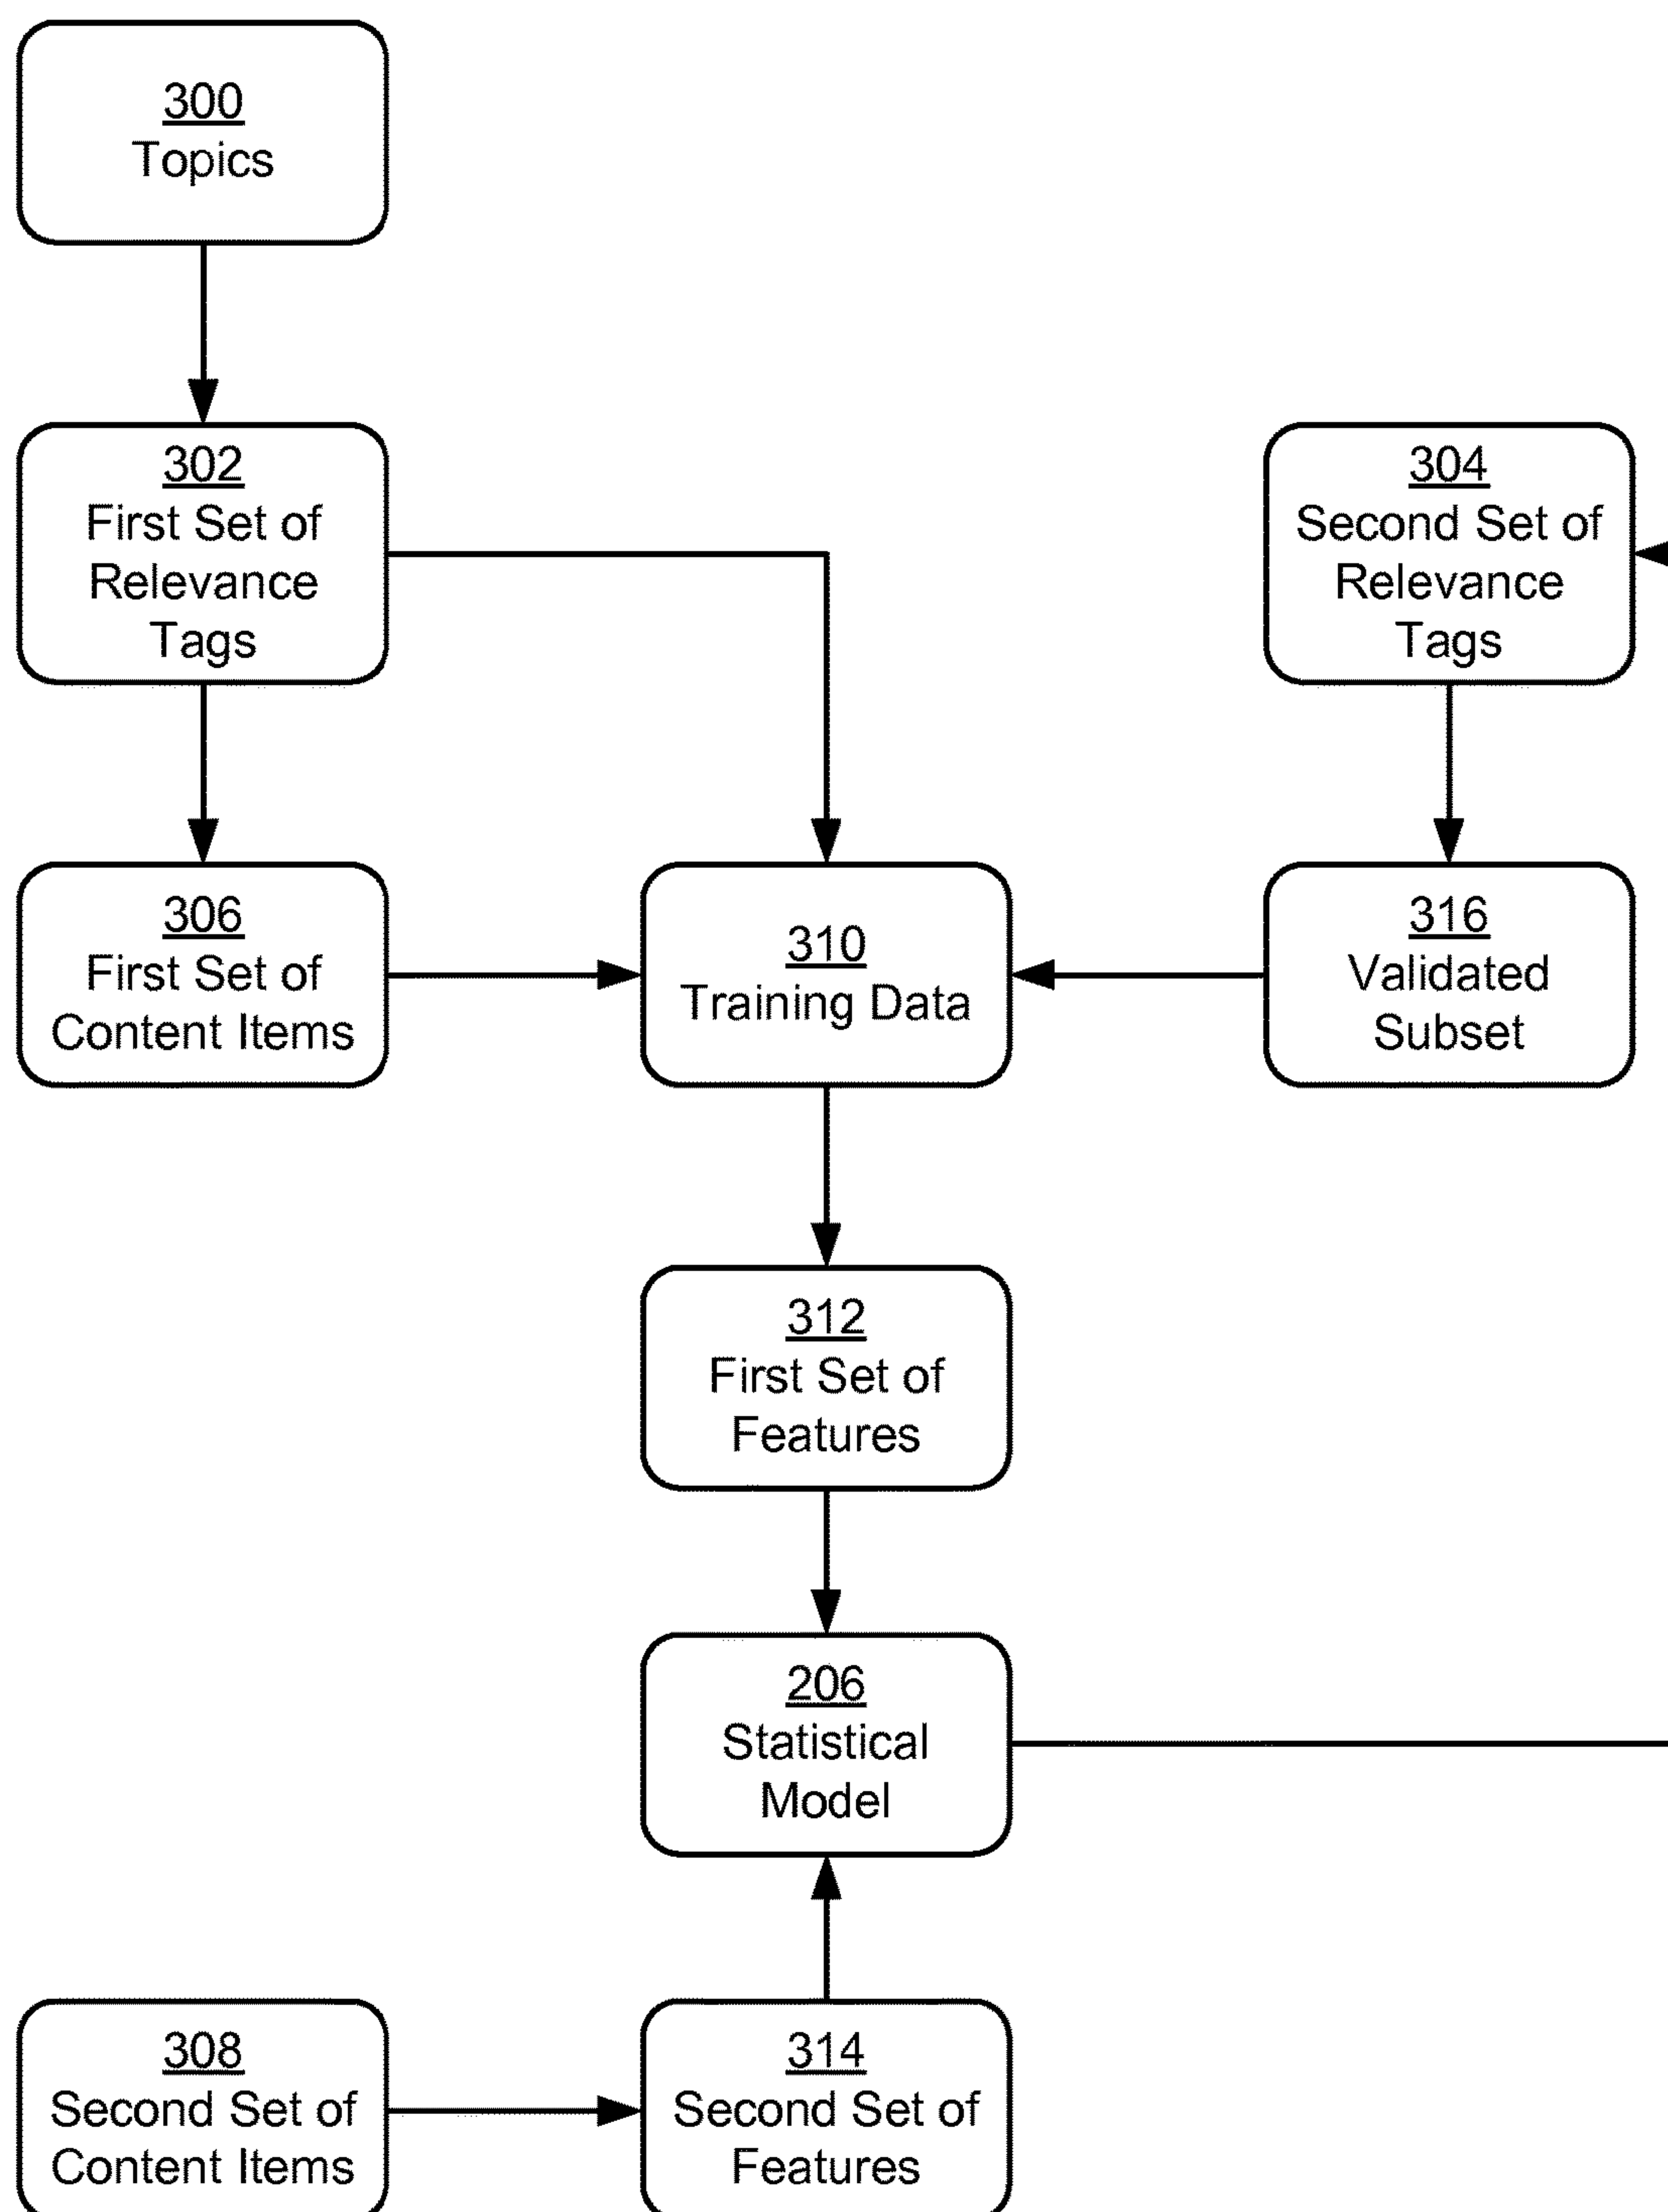 300
Topics
302
First Set of
Relevance
Tags
304
Second Set of
Relevance
Tags
306
First Set of
Content Items
310
Training Data
316
Validated
Subset
312
First Set of
Features
206
Statistical
Model
308
Second Set of
Content Items
314
Second Set of
Features